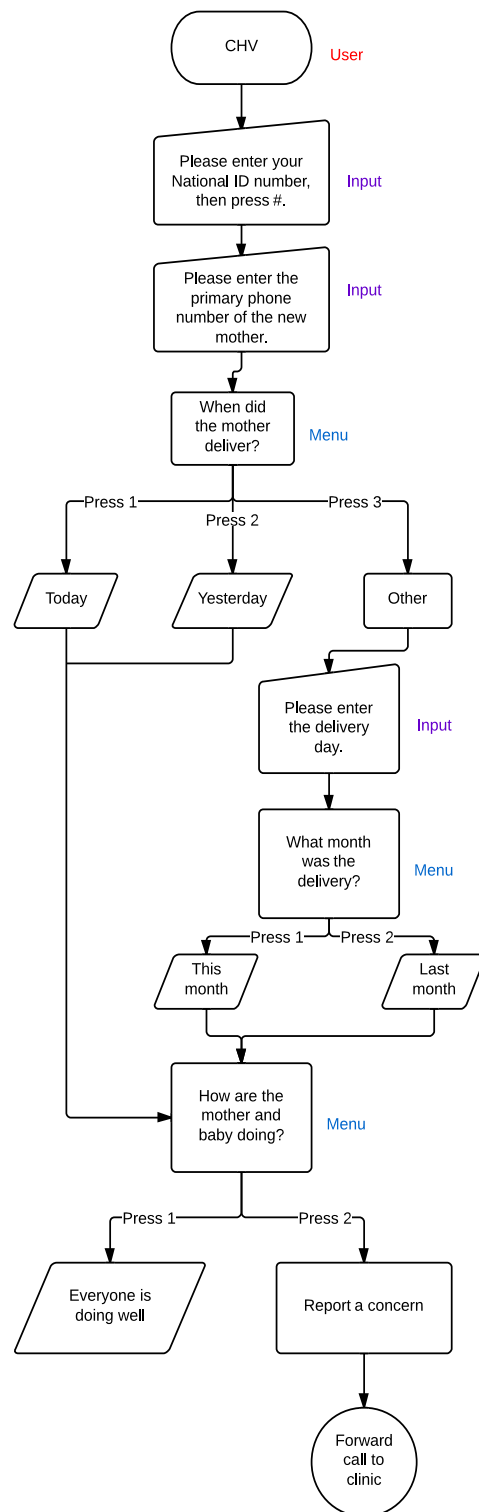 CHV
User
Please enter your
National ID number,
then press #.
Input
Please enter the
primary phone
number of the new
mother.
Input
When did
the mother
deliver?
Menu
Press 1
Press 2
Press 3
Today
Yesterday
Other
Please enter
the delivery
day.
Input
What month
was the
delivery?
Menu
Press 1
Press 2
This
month
Last
month
How are the
mother and
baby doing?
Menu
Press 1
Press 2
Everyone is
doing well
Report a concern
Forward
call to
clinic